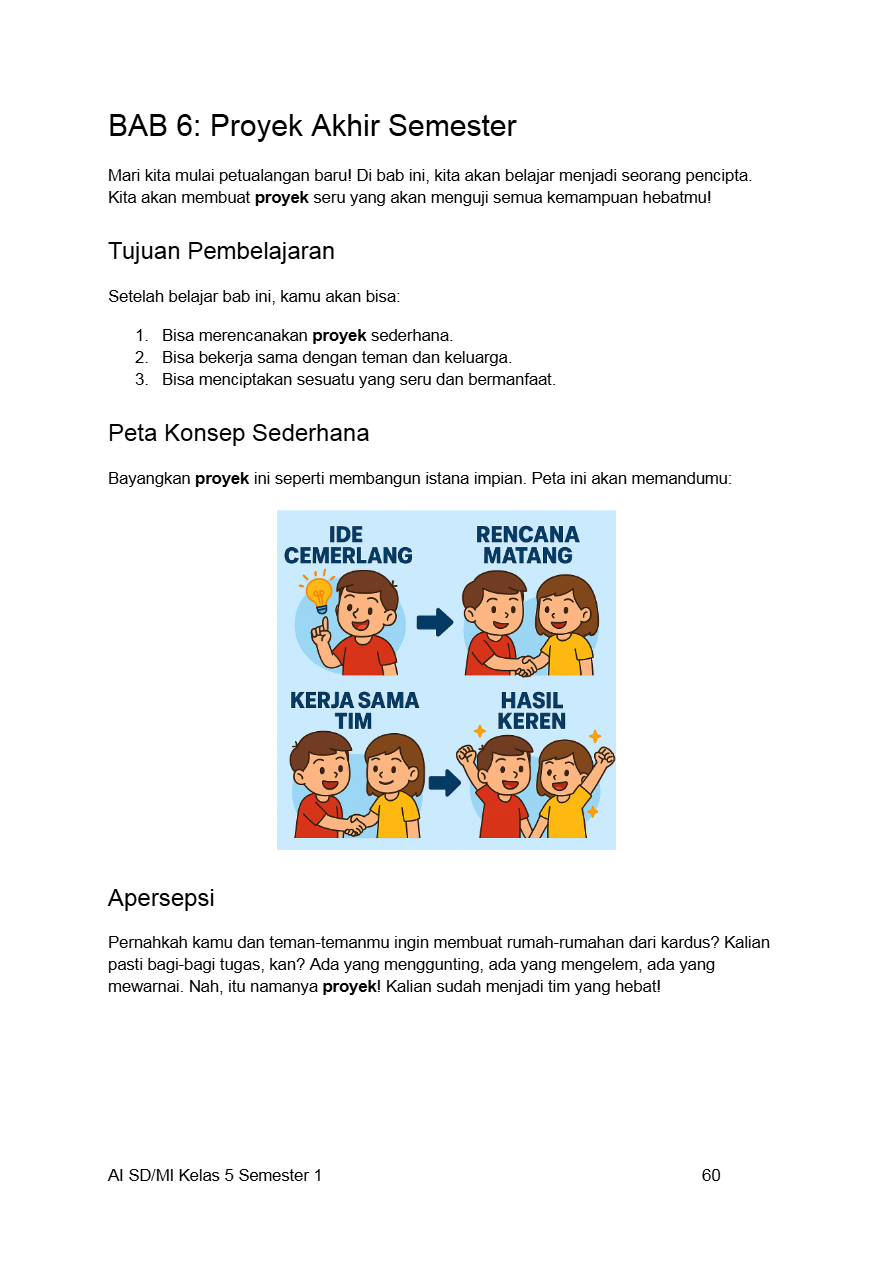 BAB 6: Proyek Akhir Semester
Mari kita mulai petualangan baru! Di bab ini, kita akan belajar menjadi seorang pencipta.
Kita akan membuat proyek seru yang akan menguji semua kemampuan hebatmu!
Tujuan Pembelajaran
Setelah belajar bab ini, kamu akan bisa:
1. Bisa merencanakan proyek sederhana.
2. Bisa bekerja sama dengan teman dan keluarga.
3. Bisa menciptakan sesuatu yang seru dan bermanfaat.
Peta Konsep Sederhana
Bayangkan proyek ini seperti membangun istana impian. Peta ini akan memandumu:
IDE
CEMERLANG
RENCANA
MATANG
KERJA SAMA
TIM
HASIL
KEREN
Apersepsi
Pernahkah kamu dan teman-temanmu ingin membuat rumah-rumahan dari kardus? Kalian
pasti bagi-bagi tugas, kan? Ada yang menggunting, ada yang mengelem, ada yang
mewarnai. Nah, itu namanya proyek! Kalian sudah menjadi tim yang hebat!
AI SD/MI Kelas 5 Semester 1 60